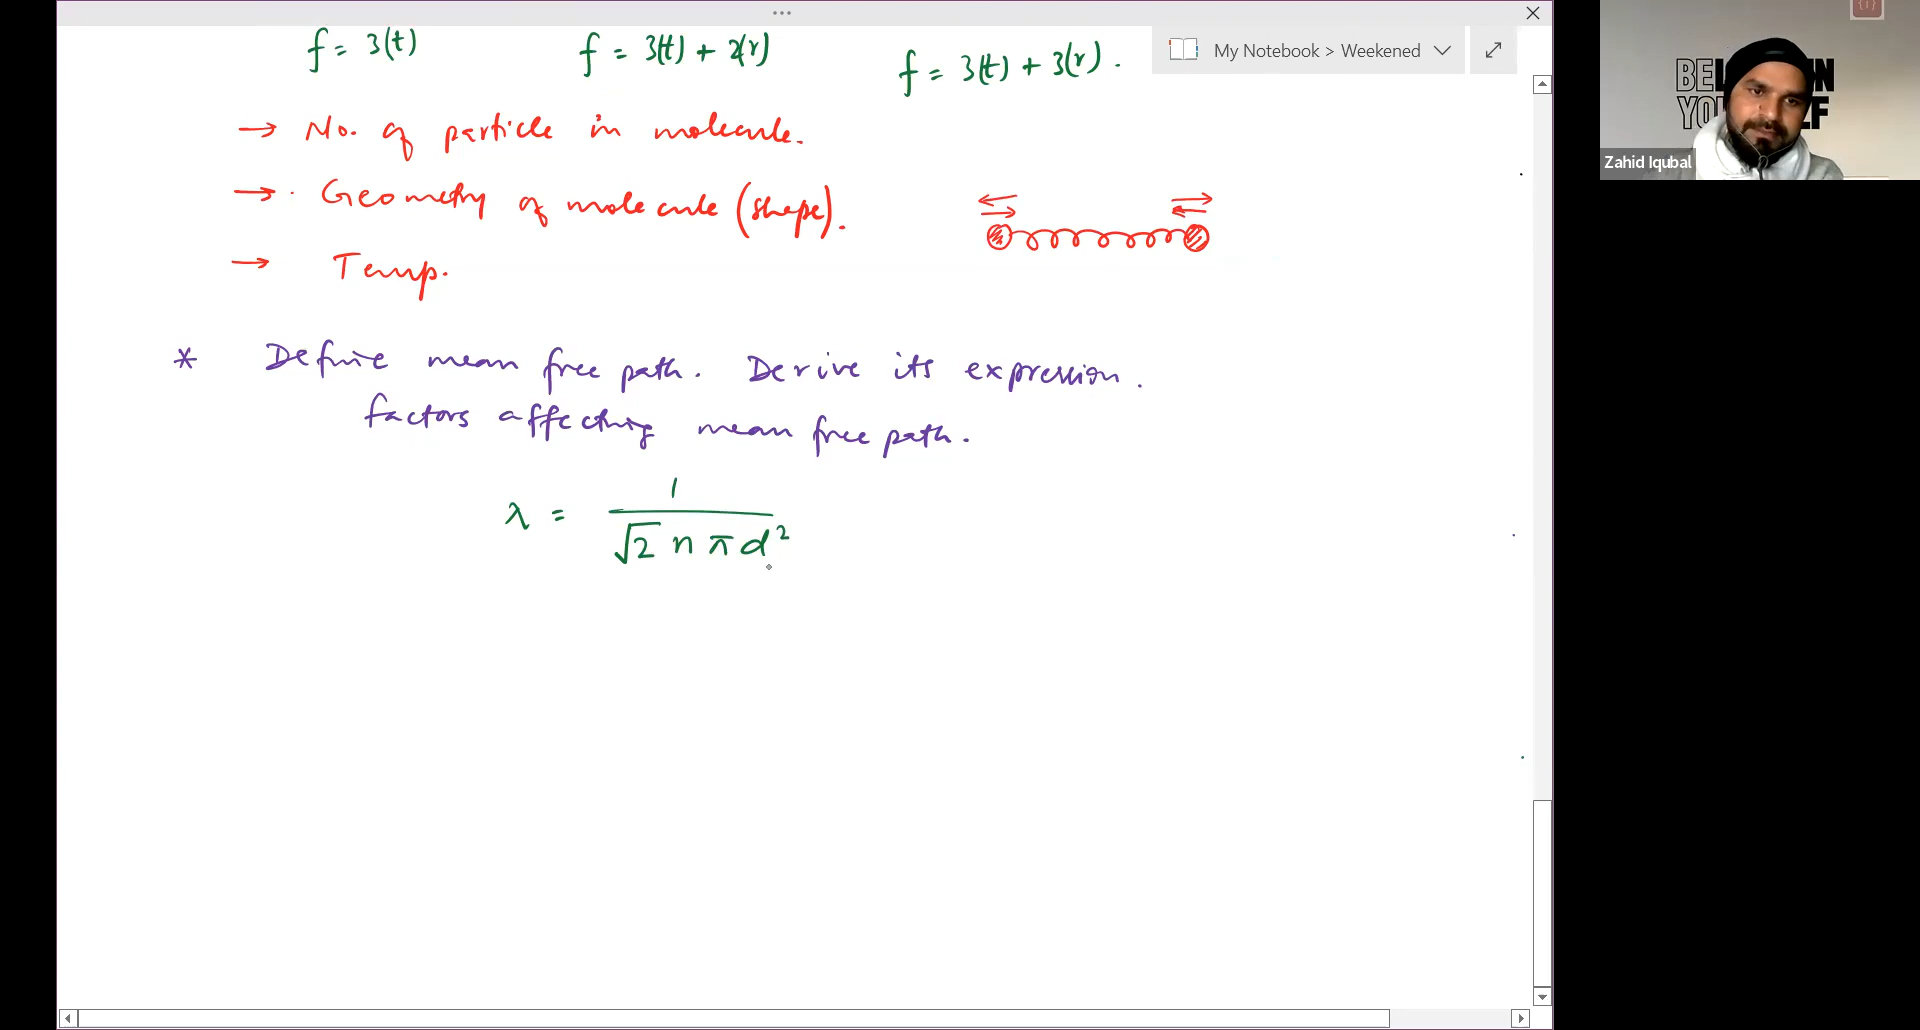 f = 3(t)
f = 3(t) + 2(r)
f = 3(t) + 3(r).
My Notebook > Weekened
→ No. of particle in molecule.
→ Geometry of molecule (shape).
→ Temp.
* Define mean free path. Derive its expression.
factors affecting mean free path.
λ = 1 / √2 n π d²
Zahid Iqubal